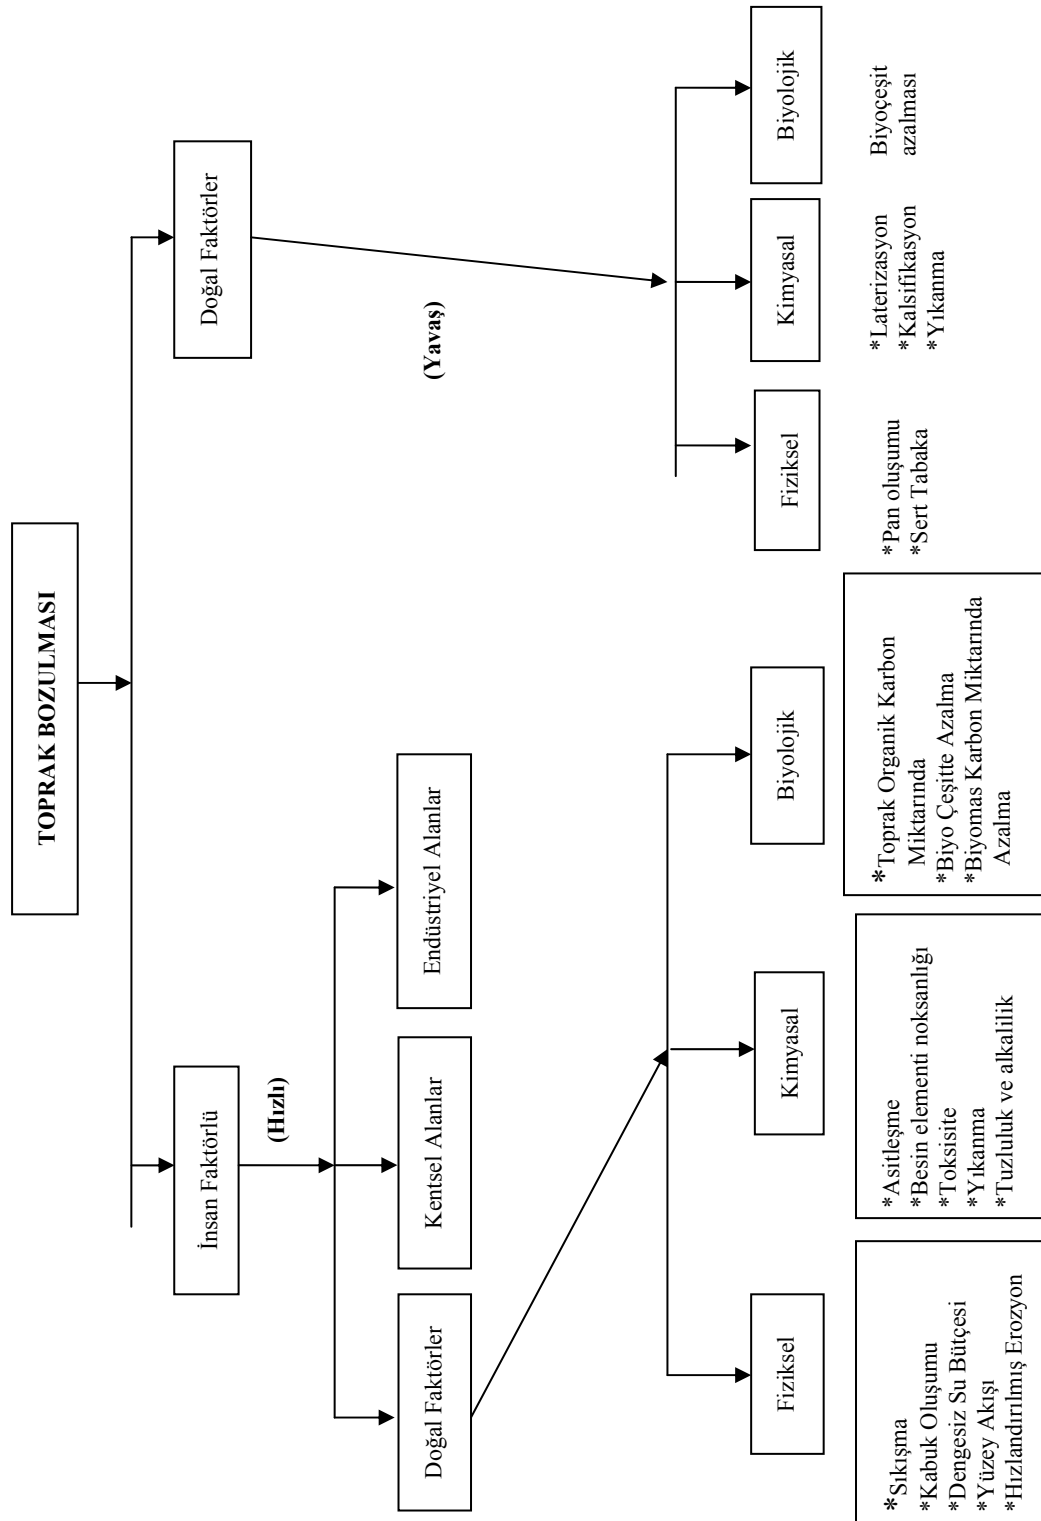 TOPRAK BOZULMASI
İnsan Faktörlü
Doğal Faktörler
(Hızlı)
(Yavaş)
Doğal Faktörler
Kentsel Alanlar
Endüstriyel Alanlar
Fiziksel
Kimyasal
Biyolojik
Fiziksel
Kimyasal
Biyolojik
*Sıkışma
*Kabuk Oluşumu
*Dengesiz Su Bütçesi
*Yüzey Akışı
*Hızlandırılmış Erozyon
*Asitleşme
*Besin elementi noksanlığı
*Toksisite
*Yıkanma
*Tuzluluk ve alkalilik
*Toprak Organik Karbon
Miktarında
*Biyo Çeşitte Azalma
*Biyomas Karbon Miktarında
Azalma
*Pan oluşumu
*Sert Tabaka
*Laterizasyon
*Kalsifikasyon
*Yıkanma
Biyoçeşit
azalması